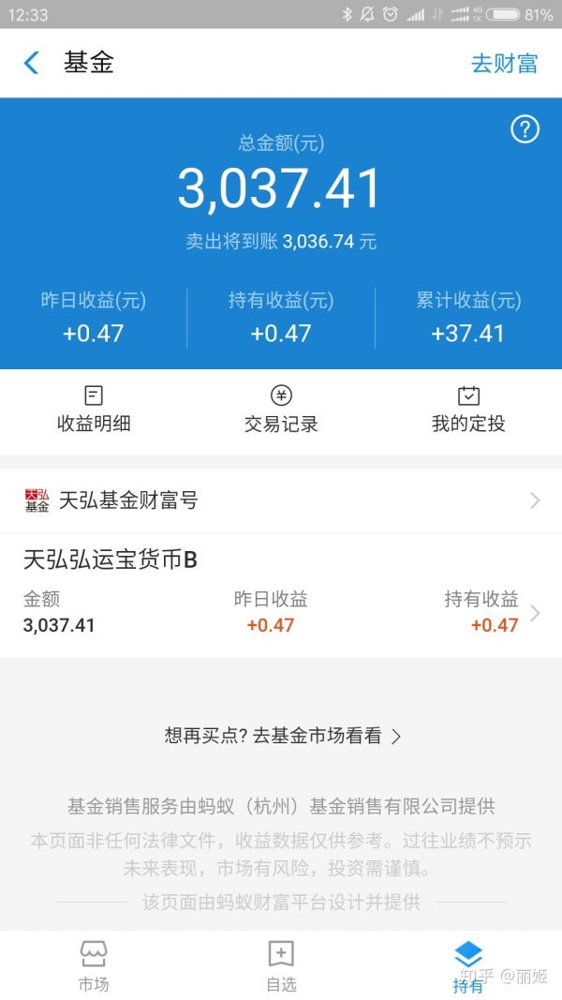 12:33
4G
1X
81%
基金
去财富
总金额(元)
3,037.41
卖出将到账 3,036.74 元
昨日收益(元) 持有收益(元) 累计收益(元)
+0.47 +0.47 +37.41
收益明细 交易记录 我的定投
天弘基金 天弘基金财富号
天弘弘运宝货币B
金额 昨日收益 持有收益
3,037.41 +0.47 +0.47
想再买点? 去基金市场看看
基金销售服务由蚂蚁（杭州）基金销售有限公司提供
本页面非任何法律文件，收益数据仅供参考。过往业绩不预示
未来表现，市场有风险，投资需谨慎。
该页面由蚂蚁财富平台设计并提供
市场 自选 持有
知乎 @丽姬